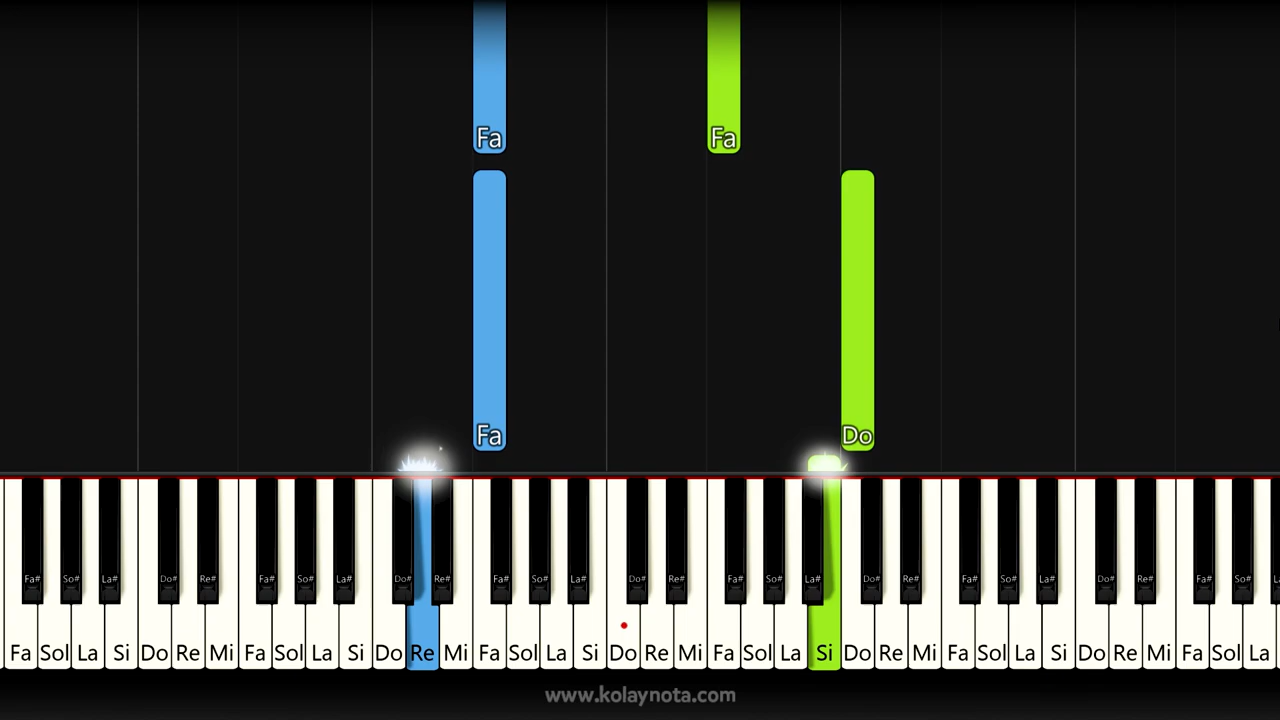 Fa Fa
Fa Do
Fa# So# La# Do# Re# Fa# So# La# Do# Re# Fa# So# La# Do# Re# Fa# So# La# Do# Re# Fa# So# La# Do# Re# Fa# So#
Fa Sol La Si Do Re Mi Fa Sol La Si Do Re Mi Fa Sol La Si Do Re Mi Fa Sol La Si Do Re Mi Fa Sol La Si Do Re Mi Fa Sol La
www.kolaynota.com